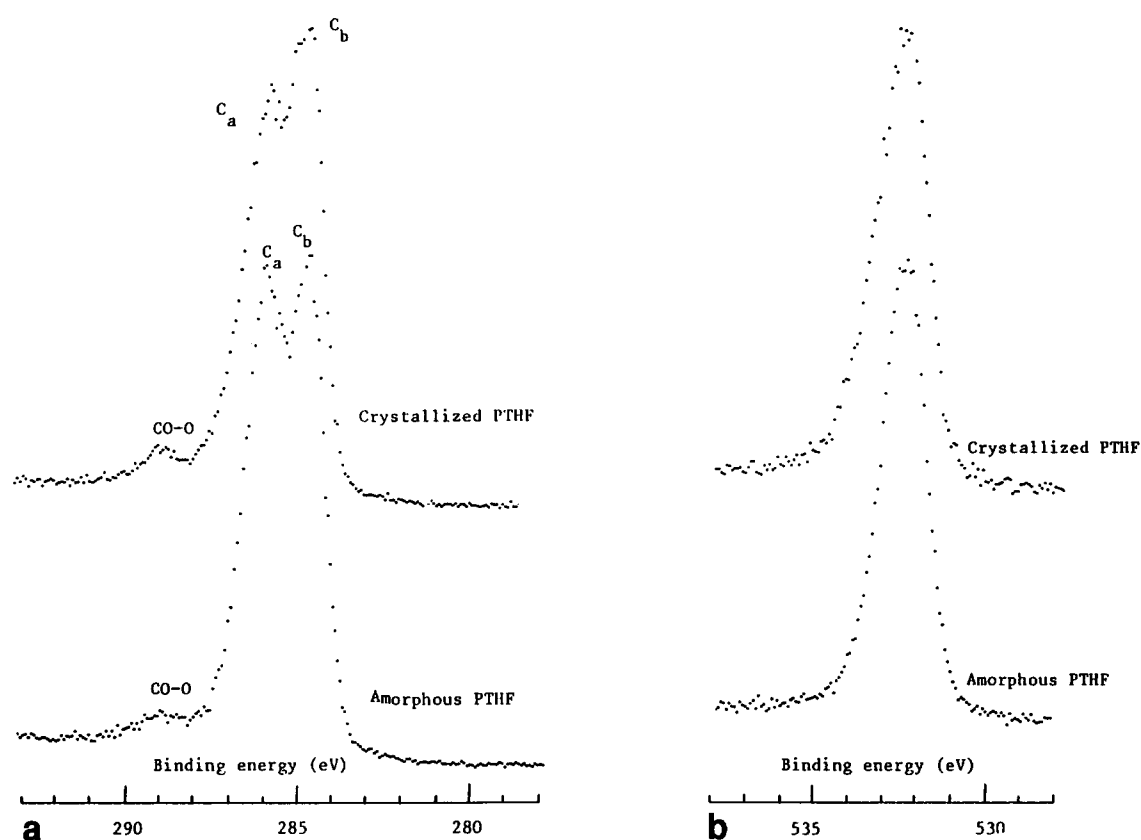 C_b
C_a
C_b
C_a
CO-O
Crystallized PTHF
CO-O
Amorphous PTHF
Binding energy (eV)
290 285 280
a
Crystallized PTHF
Amorphous PTHF
Binding energy (eV)
535 530
b